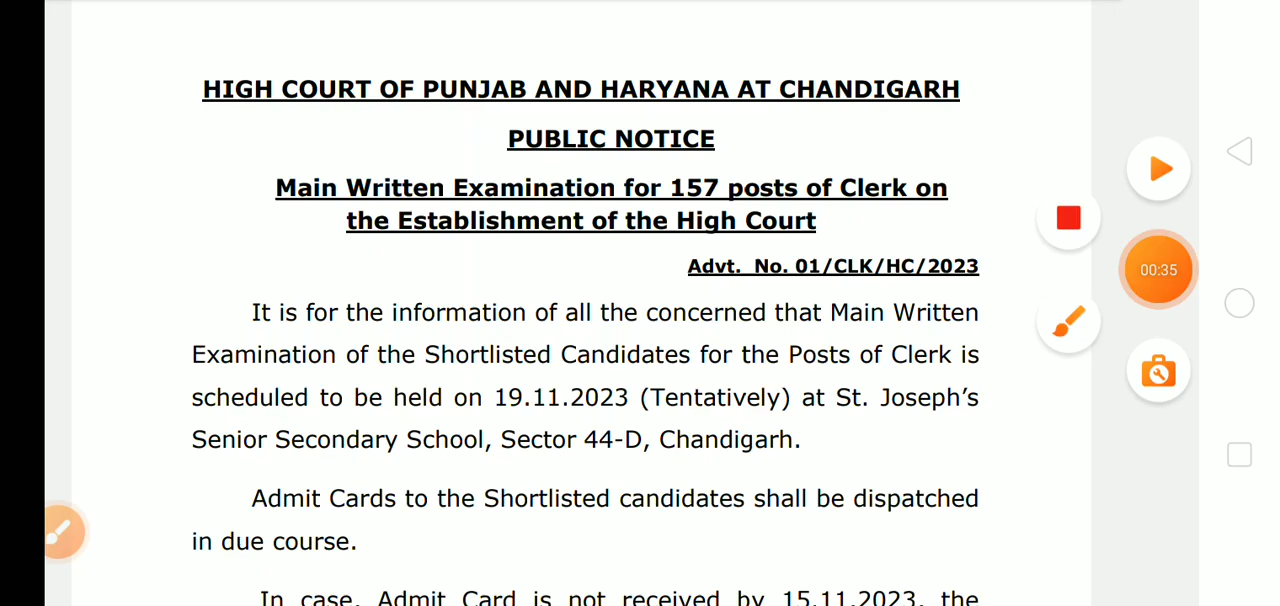 HIGH COURT OF PUNJAB AND HARYANA AT CHANDIGARH
PUBLIC NOTICE
Main Written Examination for 157 posts of Clerk on
the Establishment of the High Court
Advt. No. 01/CLK/HC/2023
It is for the information of all the concerned that Main Written
Examination of the Shortlisted Candidates for the Posts of Clerk is
scheduled to be held on 19.11.2023 (Tentatively) at St. Joseph’s
Senior Secondary School, Sector 44-D, Chandigarh.
00:35
Admit Cards to the Shortlisted candidates shall be dispatched
in due course.
In case, Admit Card is not received by 15.11.2023, the